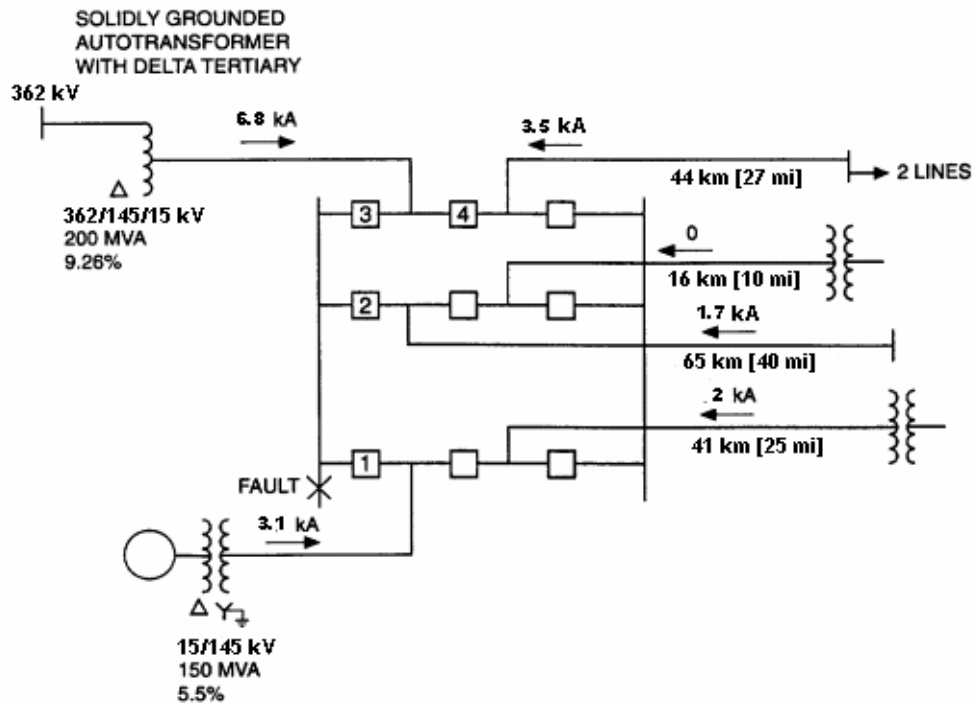 SOLIDLY GROUNDED
AUTOTRANSFORMER
WITH DELTA TERTIARY
362 kV
6.8 kA
3.5 kA
44 km [27 mi]
2 LINES
3
4
362/145/15 kV
200 MVA
9.26%
0
16 km [10 mi]
2
1.7 kA
65 km [40 mi]
2 kA
41 km [25 mi]
1
FAULT
3.1 kA
15/145 kV
150 MVA
5.5%